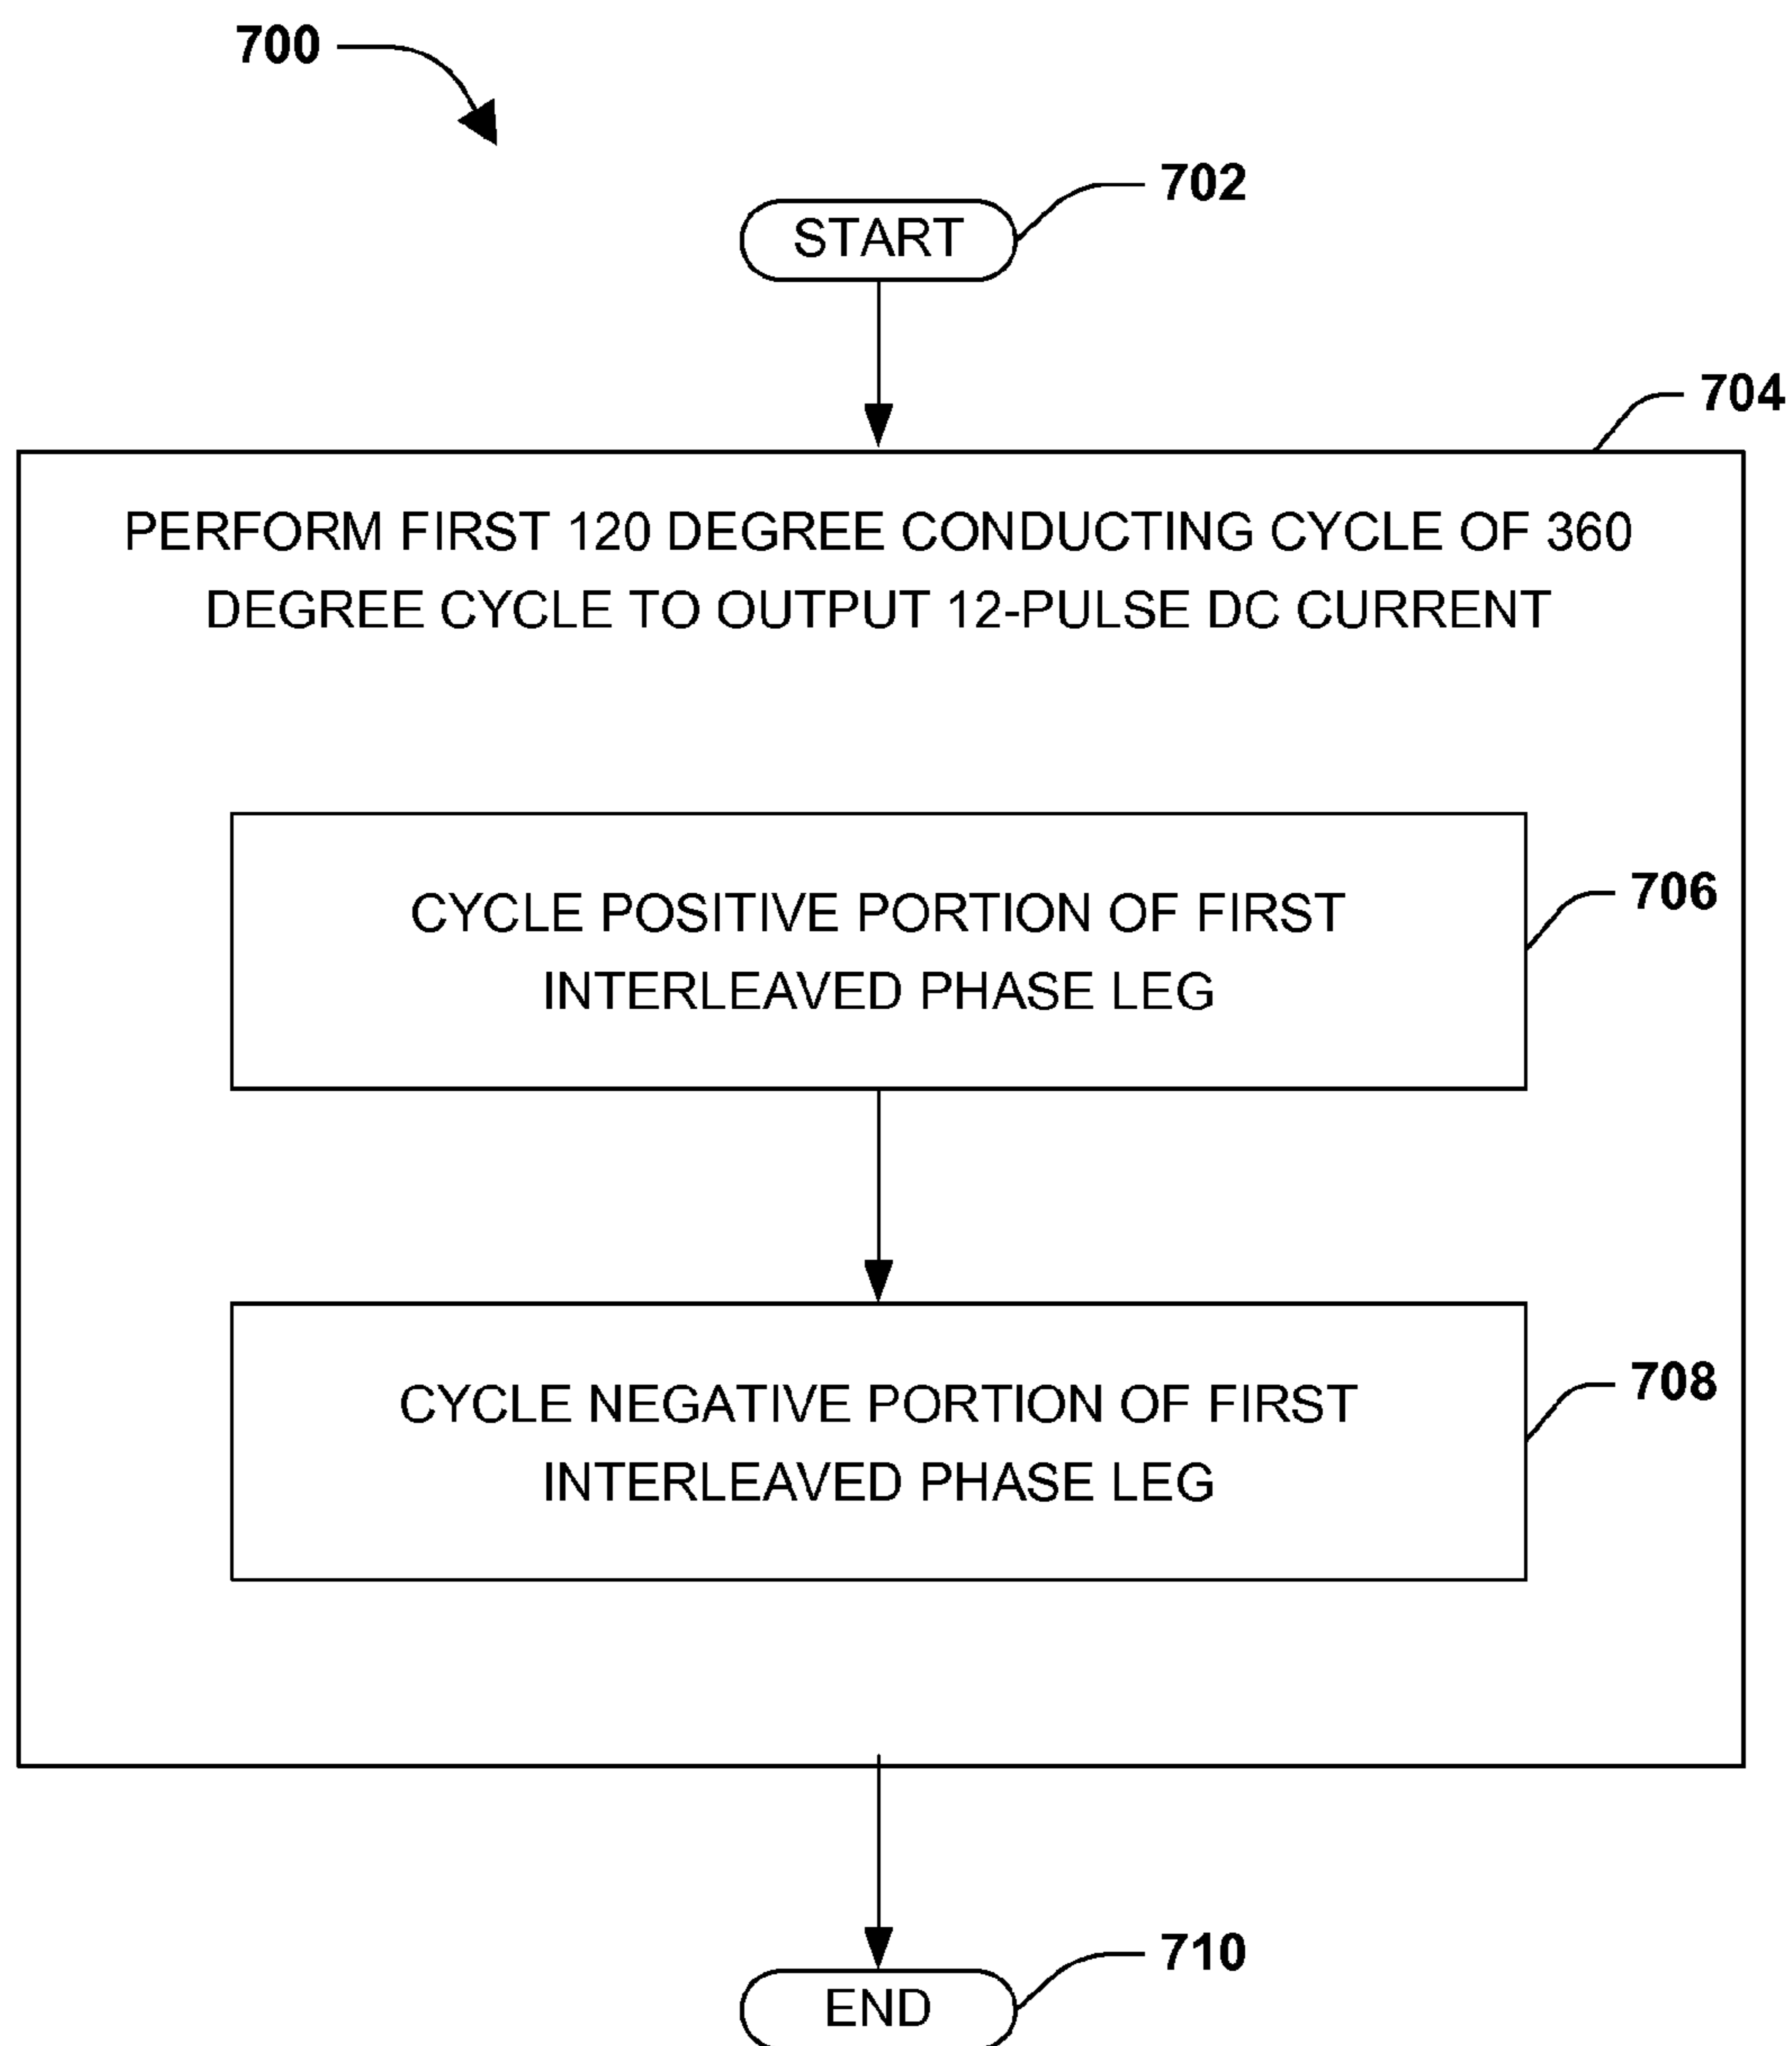 700
702
START
704
PERFORM FIRST 120 DEGREE CONDUCTING CYCLE OF 360
DEGREE CYCLE TO OUTPUT 12-PULSE DC CURRENT
706
CYCLE POSITIVE PORTION OF FIRST
INTERLEAVED PHASE LEG
708
CYCLE NEGATIVE PORTION OF FIRST
INTERLEAVED PHASE LEG
710
END